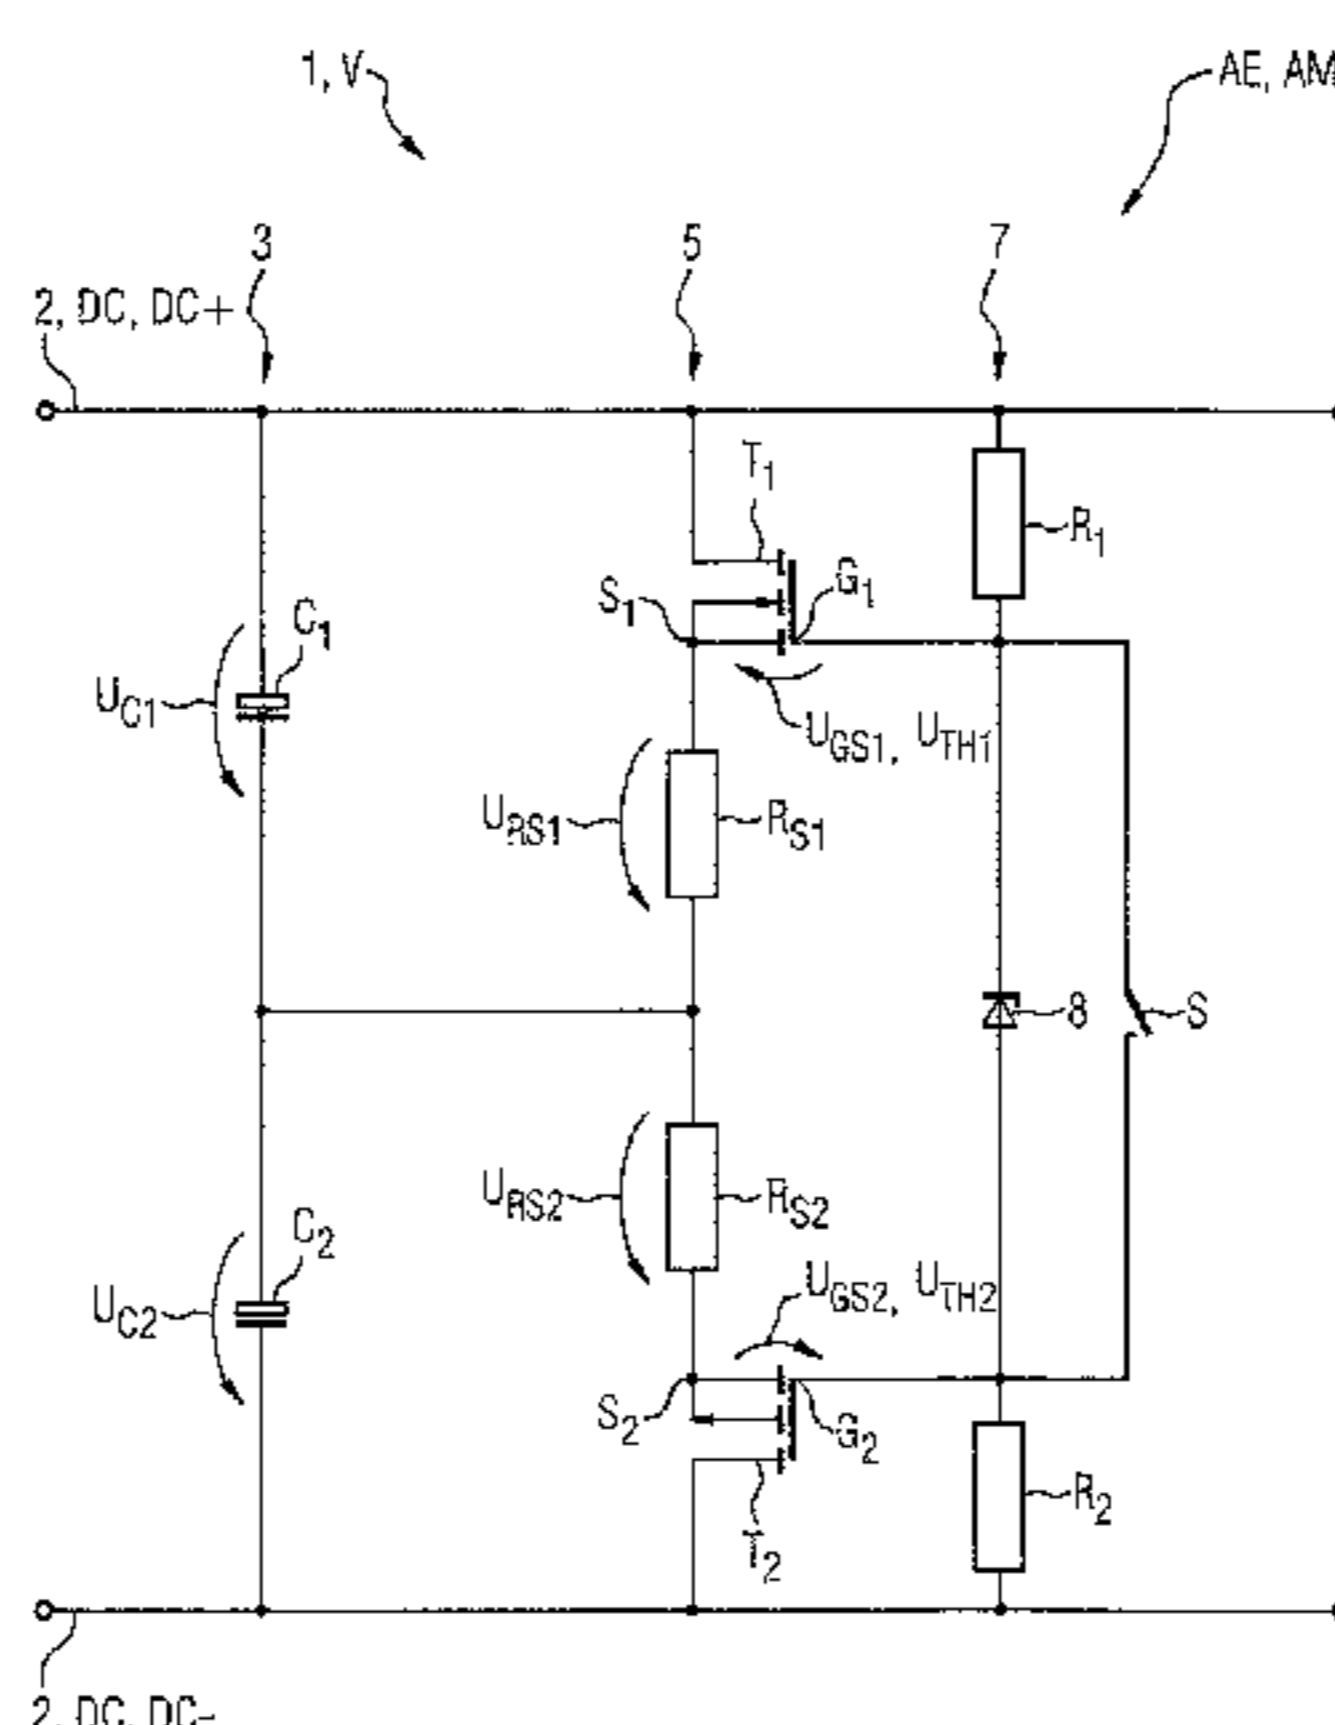 1, V
AE, AM
3
5
7
2, DC, DC+
T1
R1
S1
G1
C1
UC1
UGS1, UTH1
URS1
RS1
8
S
URS2
RS2
C2
UC2
UGS2, UTH2
S2
G2
R2
T2
2, DC, DC-